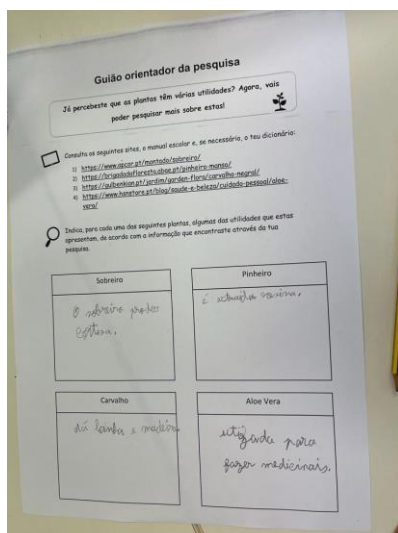 Guião orientador da pesquisa
Já percebeste que as plantas têm várias utilidades? Agora, vais
poder pesquisar mais sobre estas!
Consulta os seguintes sites, o manual escolar e, se necessário, o teu dicionário:
1) https://www.apcor.pt/montado/sobreiro/
2) https://brigadadafloresta.abae.pt/pinheiro-manso/
3) https://gulbenkian.pt/jardim/garden-flora/carvalho-negral/
4) https://www.hanstore.pt/blog/saude-e-beleza/cuidado-pessoal/aloe-
vera/
Indica, para cada uma das seguintes plantas, algumas das utilidades que estas
apresentam, de acordo com a informação que encontraste através da tua
pesquisa.
Sobreiro
O sobreiro produz
cortiça.
Pinheiro
é resina.
Carvalho
dá lenha e madeira
Aloe Vera
utizada para
fazer medicinais.